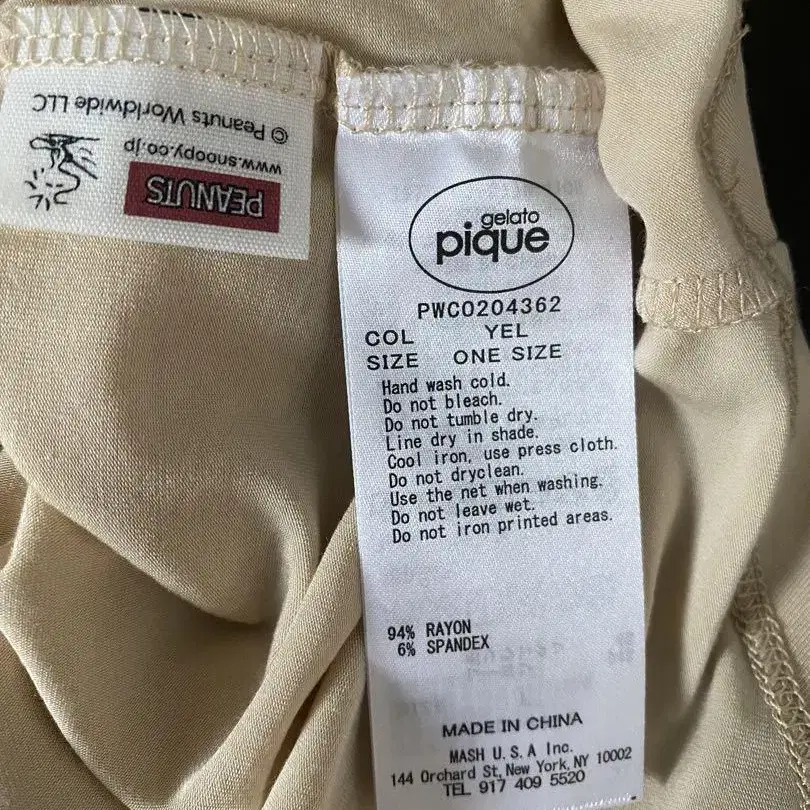 © Peanuts Worldwide LLC
www.snoopy.co.jp
PEANUTS
gelato
pique
PWCO204362
COL YEL
SIZE ONE SIZE
Hand wash cold.
Do not bleach.
Do not tumble dry.
Line dry in shade.
Cool iron, use press cloth.
Do not dryclean.
Use the net when washing.
Do not leave wet.
Do not iron printed areas.
94% RAYON
6% SPANDEX
MADE IN CHINA
MASH U.S.A Inc.
144 Orchard St, New York, NY 10002
TEL 917 409 5520